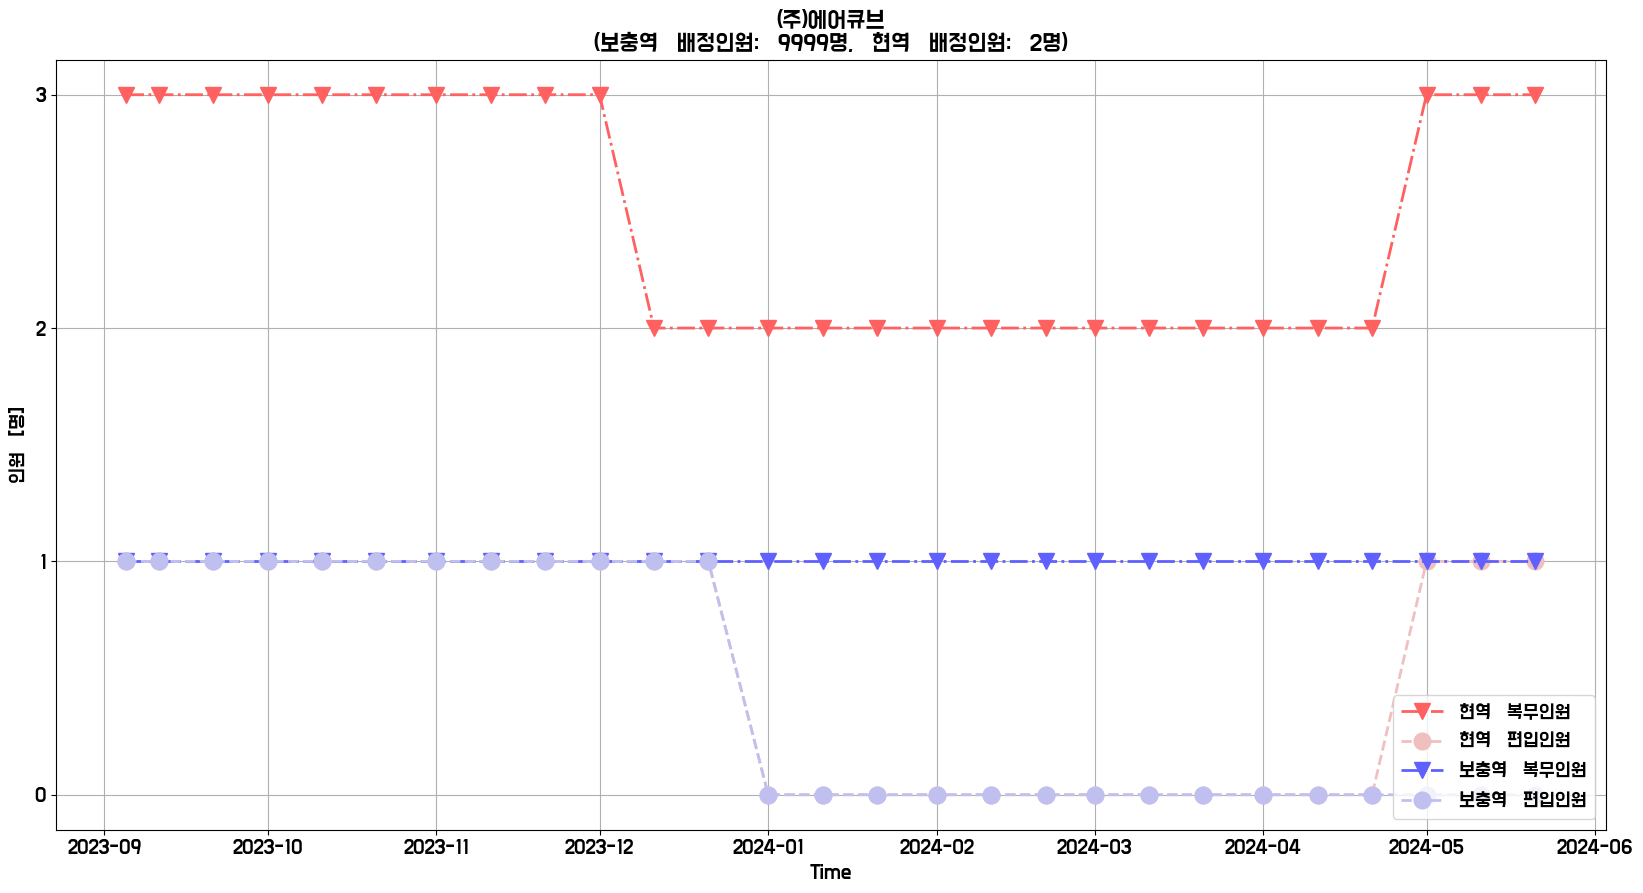 (주)에어큐브
(보충역 배정인원: 9999명, 현역 배정인원: 2명)
인원 [명]
3
2
1
0
현역 복무인원
현역 편입인원
보충역 복무인원
보충역 편입인원
2023-09 2023-10 2023-11 2023-12 2024-01 2024-02 2024-03 2024-04 2024-05 2024-06
Time